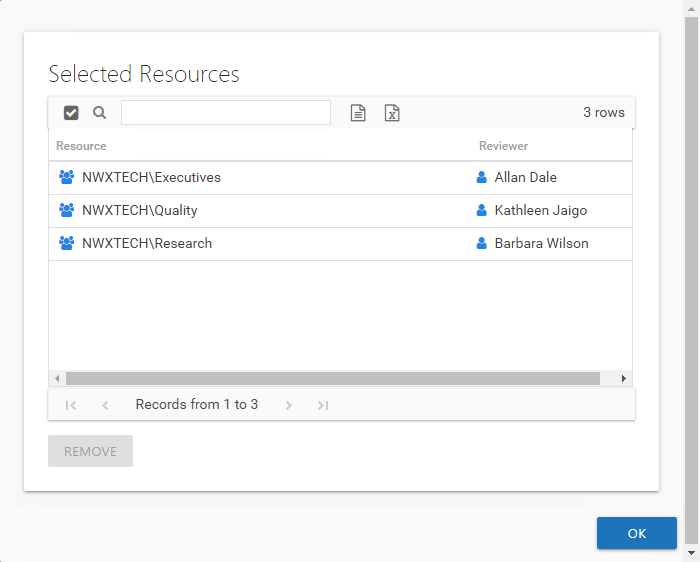 Selected Resources
3 rows
Resource Reviewer
NWXTECH\Executives Allan Dale
NWXTECH\Quality Kathleen Jaigo
NWXTECH\Research Barbara Wilson
Records from 1 to 3
REMOVE
OK